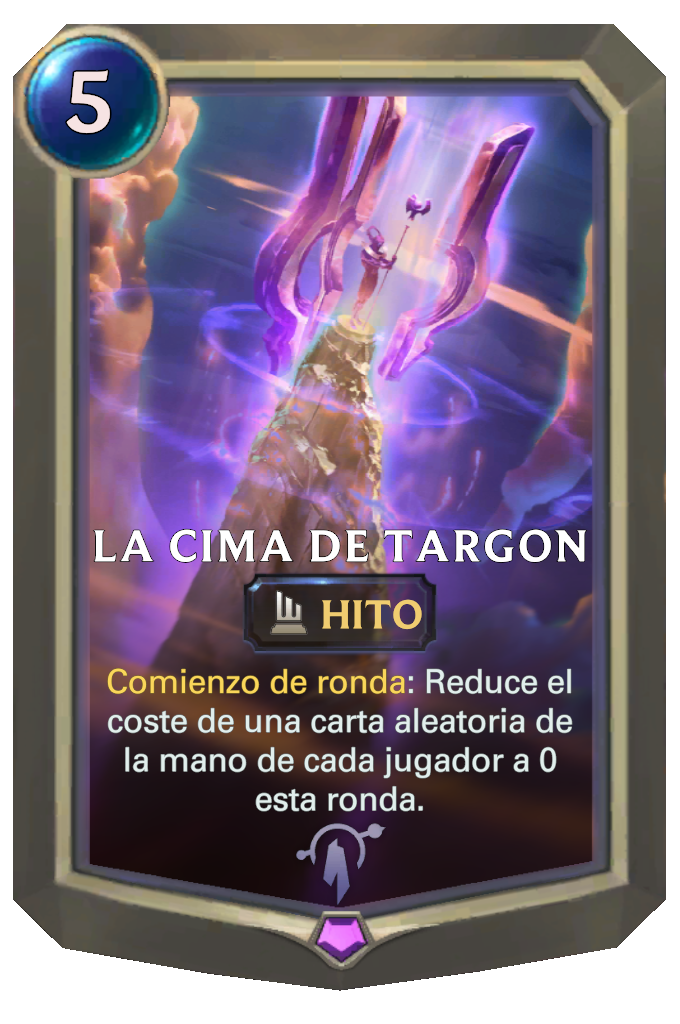 5
LA CIMA DE TARGON
HITO
Comienzo de ronda: Reduce el
coste de una carta aleatoria de
la mano de cada jugador a 0
esta ronda.